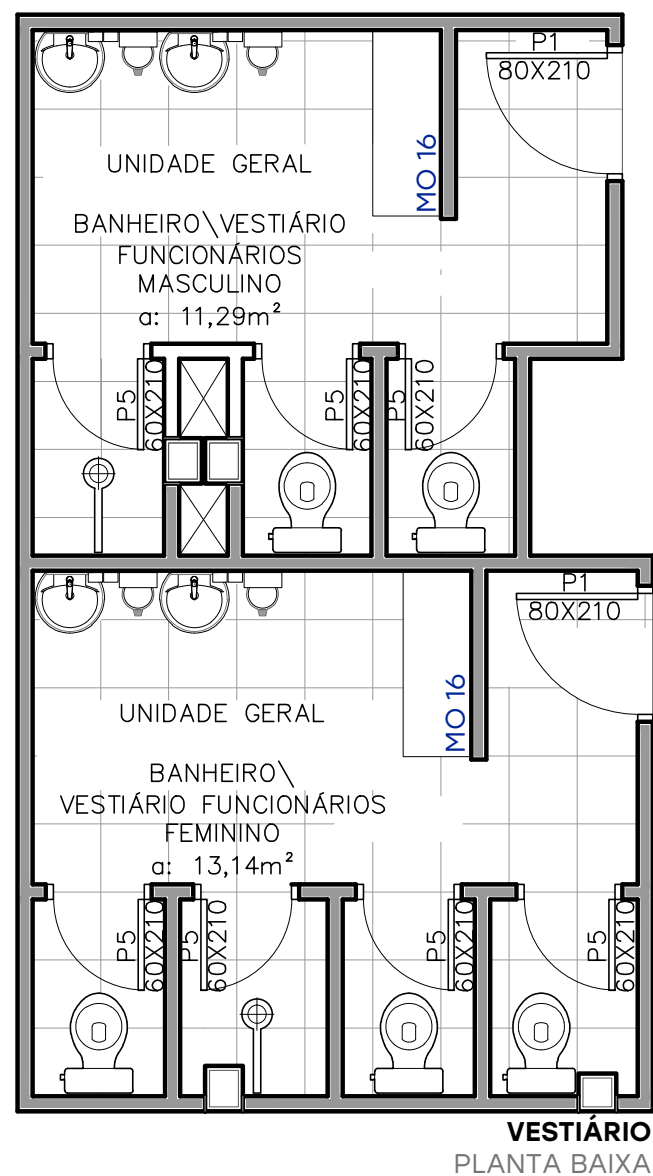 P1
80X210
MO 16
UNIDADE GERAL
BANHEIRO\VESTIÁRIO
FUNCIONÁRIOS
MASCULINO
a: 11,29m²
P5
60X210
P5
60X210
P5
60X210
P1
80X210
MO 16
UNIDADE GERAL
BANHEIRO\
VESTIÁRIO FUNCIONÁRIOS
FEMININO
a: 13,14m²
P5
60X210
P5
60X210
P5
60X210
P5
60X210
VESTIÁRIO
PLANTA BAIXA